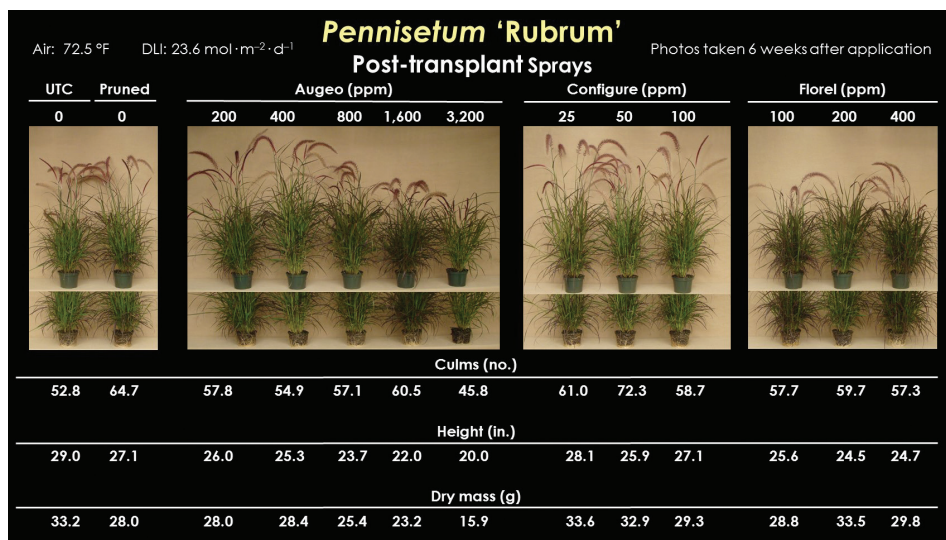 Pennisetum ‘Rubrum’
Air: 72.5 °F DLI: 23.6 mol·m–2·d–1 Post-transplant Sprays Photos taken 6 weeks after application
UTC Pruned Augeo (ppm) Configure (ppm) Florel (ppm)
0 0 200 400 800 1,600 3,200 25 50 100 100 200 400
Culms (no.)
52.8 64.7 57.8 54.9 57.1 60.5 45.8 61.0 72.3 58.7 57.7 59.7 57.3
Height (in.)
29.0 27.1 26.0 25.3 23.7 22.0 20.0 28.1 25.9 27.1 25.6 24.5 24.7
Dry mass (g)
33.2 28.0 28.0 28.4 25.4 23.2 15.9 33.6 32.9 29.3 28.8 33.5 29.8